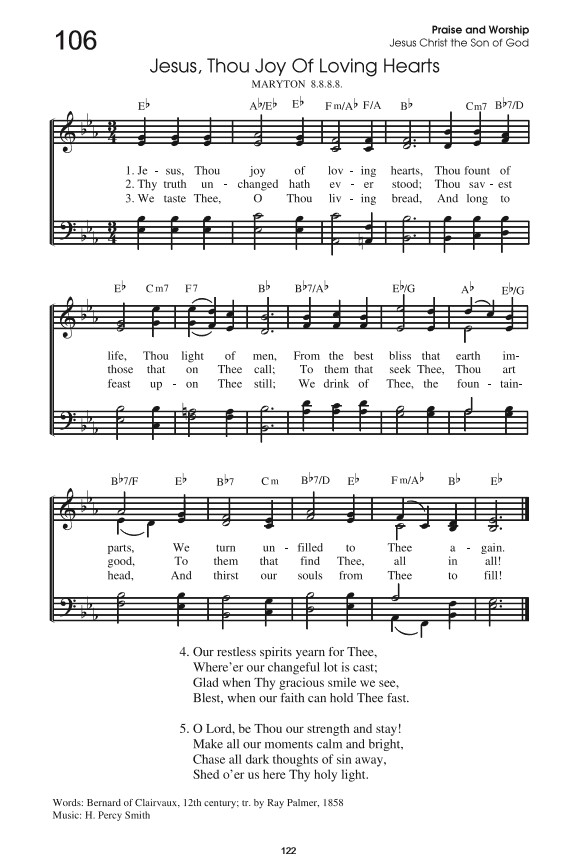 106
Praise and Worship
Jesus Christ the Son of God
Jesus, Thou Joy Of Loving Hearts
MARYTON 8.8.8.8.
E♭ A♭/E♭ E♭ F m/A♭ F/A B♭ Cm7 B♭7/D
1. Je - sus, Thou joy of lov - ing hearts, Thou fount of
2. Thy truth un - changed hath ev - er stood; Thou sav - est
3. We taste Thee, O Thou liv - ing bread, And long to
E♭ C m7 F7 B♭ B♭7/A♭ E♭/G A♭ E♭/G
life, Thou light of men, From the best bliss that earth im-
those that on Thee call; To them that seek Thee, Thou art
feast up - on Thee still; We drink of Thee, the foun - tain-
B♭7/F E♭ B♭7 C m B♭7/D E♭ F m/A♭ B♭ E♭
parts, We turn un - filled to Thee a - gain.
good, To them that find Thee, all in all!
head, And thirst our souls from Thee to fill!
4. Our restless spirits yearn for Thee,
Where'er our changeful lot is cast;
Glad when Thy gracious smile we see,
Blest, when our faith can hold Thee fast.
5. O Lord, be Thou our strength and stay!
Make all our moments calm and bright,
Chase all dark thoughts of sin away,
Shed o'er us here Thy holy light.
Words: Bernard of Clairvaux, 12th century; tr. by Ray Palmer, 1858
Music: H. Percy Smith
122